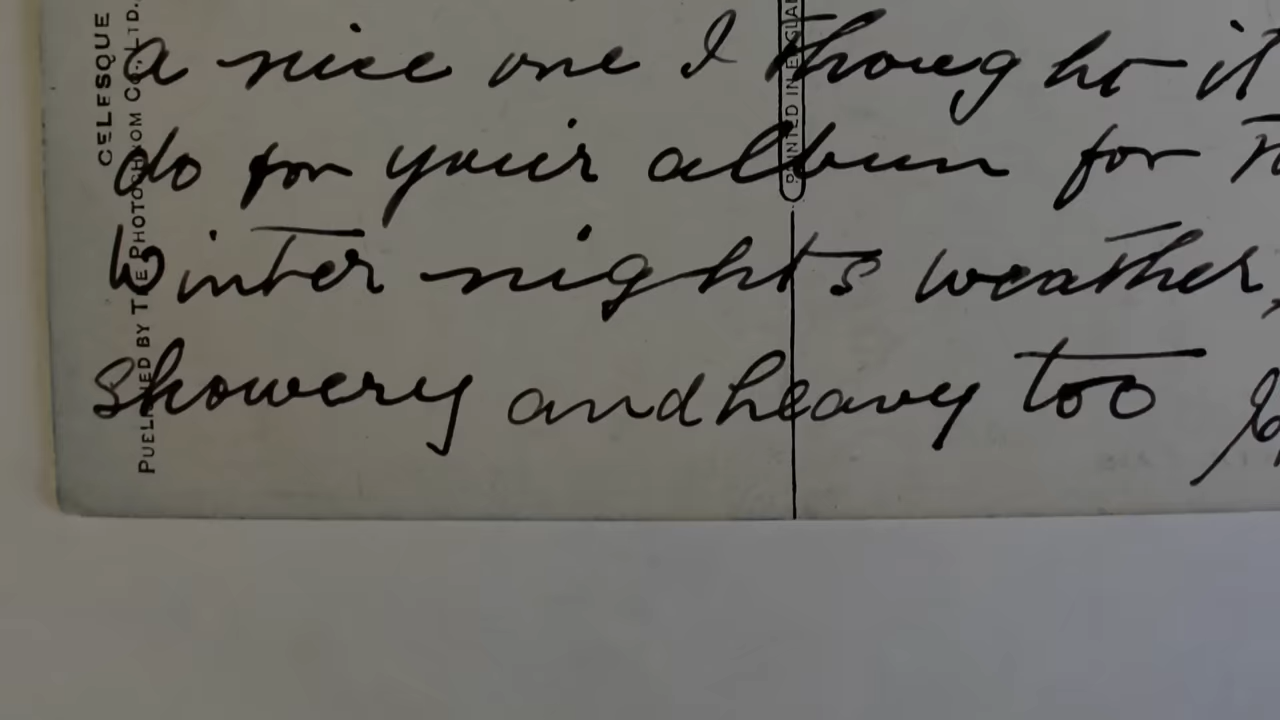 a nice one I thought it
do for your album for
Winter nights weather,
Showery and heavy too
CELESQUE
PUBLISHED BY THE PHOTOCHROM CO., LTD.
PRINTED IN ENGLAND